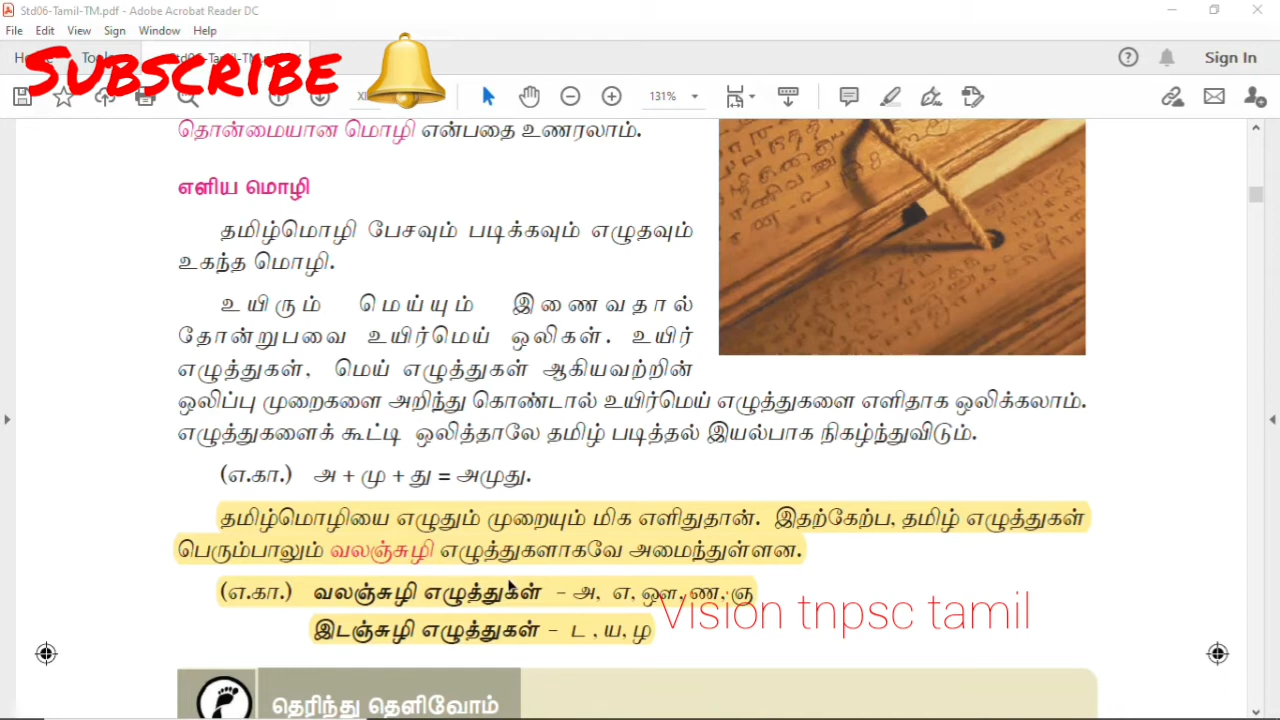 Std06-Tamil-TM.pdf - Adobe Acrobat Reader DC
File Edit View Sign Window Help
SUBSCRIBE
Sign In
131%
தொன்மையான மொழி என்பதை உணரலாம்.
எளிய மொழி
தமிழ்மொழி பேசவும் படிக்கவும் எழுதவும்
உகந்த மொழி.
உயிரும் மெய்யும் இணைவதால்
தோன்றுபவை உயிர்மெய் ஒலிகள். உயிர்
எழுத்துகள், மெய் எழுத்துகள் ஆகியவற்றின்
ஒலிப்பு முறைகளை அறிந்து கொண்டால் உயிர்மெய் எழுத்துகளை எளிதாக ஒலிக்கலாம்.
எழுத்துகளைக் கூட்டி ஒலித்தாலே தமிழ் படித்தல் இயல்பாக நிகழ்ந்துவிடும்.
(எ.கா.) அ + மு + து = அமுது.
தமிழ்மொழியை எழுதும் முறையும் மிக எளிதுதான். இதற்கேற்ப, தமிழ் எழுத்துகள்
பெரும்பாலும் வலஞ்சுழி எழுத்துகளாகவே அமைந்துள்ளன.
(எ.கா.) வலஞ்சுழி எழுத்துகள் - அ, எ, ஔ, ண, ஞ
Vision tnpsc tamil
இடஞ்சுழி எழுத்துகள் - ட , ய, ழ
தெரிந்து தெளிவோம்